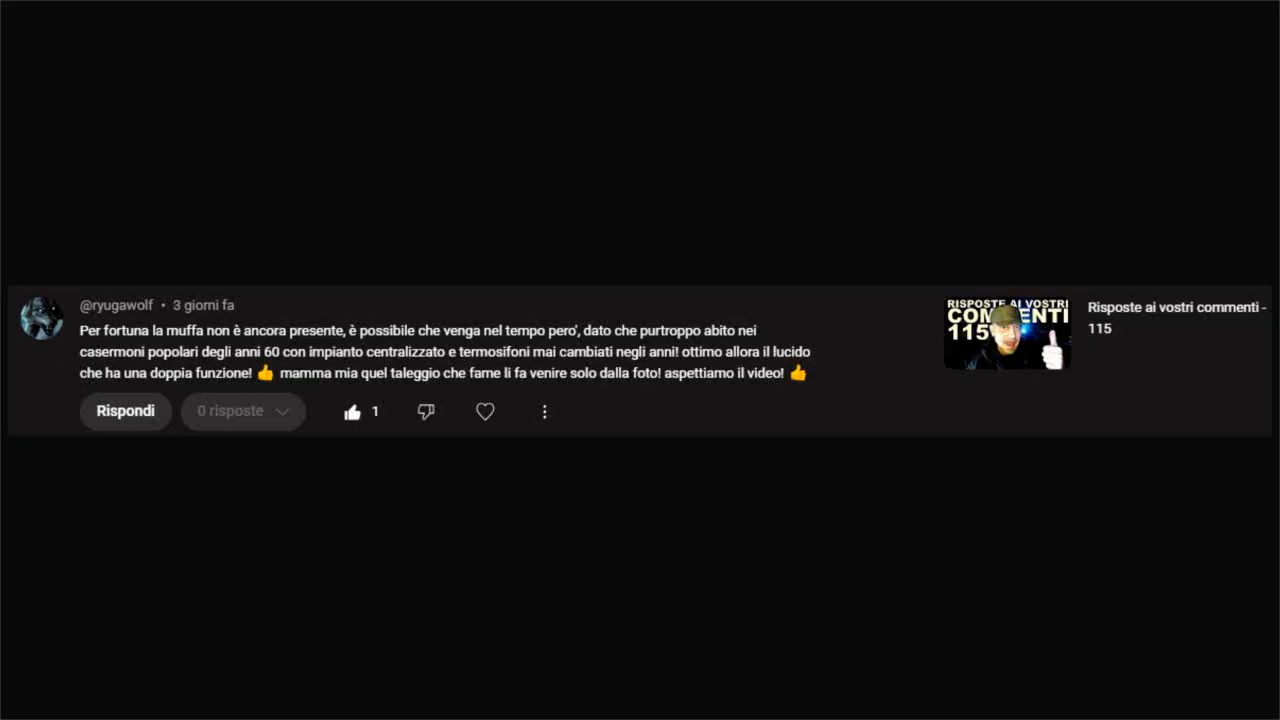 @ryugawolf • 3 giorni fa
Per fortuna la muffa non è ancora presente, è possibile che venga nel tempo pero', dato che purtroppo abito nei
casermoni popolari degli anni 60 con impianto centralizzato e termosifoni mai cambiati negli anni! ottimo allora il lucido
che ha una doppia funzione! 👍 mamma mia quel taleggio che fame li fa venire solo dalla foto! aspettiamo il video! 👍
Rispondi
0 risposte
1
RISPOSTE AI VOSTRI
COMMENTI
115
Risposte ai vostri commenti -
115